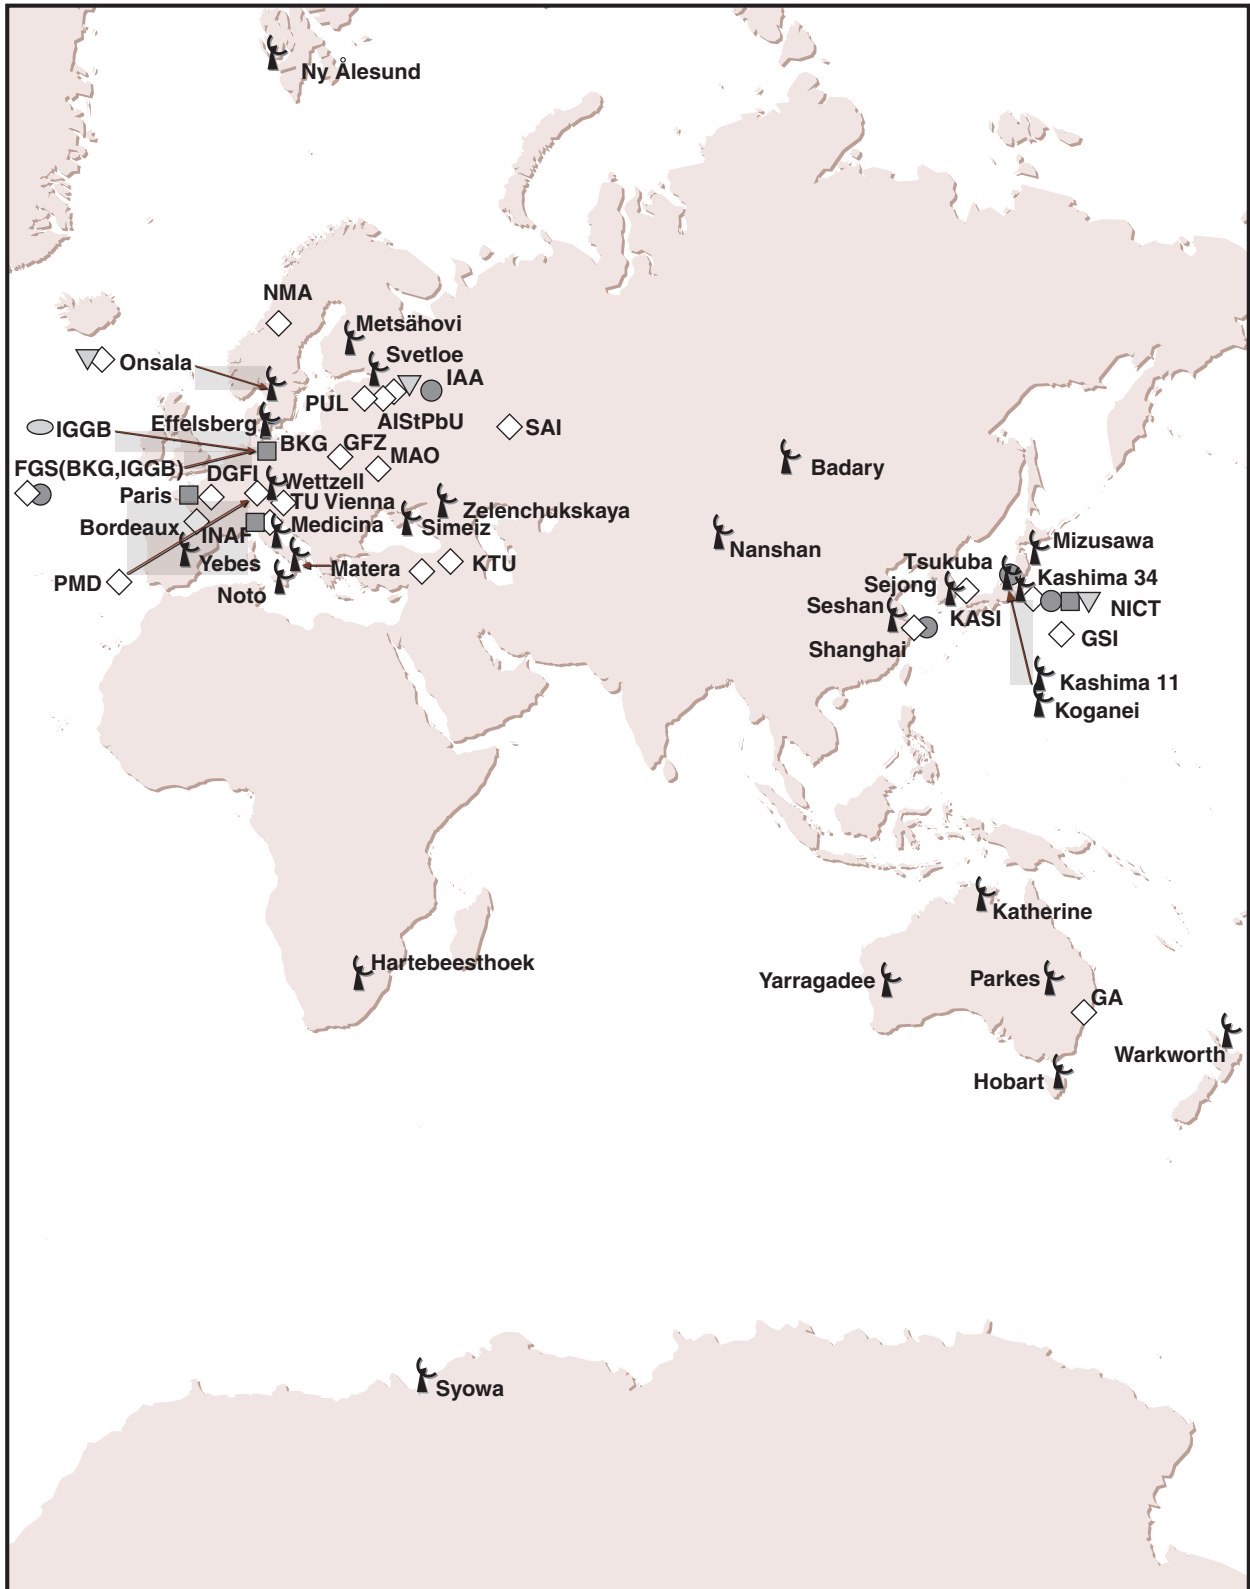 Ny Ålesund
NMA
Metsähovi
Onsala
Svetloe
IAA
PUL
AIStPbU
Effelsberg
SAI
IGGB
BKG
GFZ
MAO
FGS(BKG,IGGB)
DGFI
Wettzell
Badary
Paris
TU Vienna
Zelenchukskaya
Bordeaux
INAF
Medicina
Simeiz
Nanshan
Mizusawa
Yebes
Matera
KTU
Tsukuba
PMD
Noto
Sejong
Kashima 34
Seshan
KASI
NICT
Shanghai
GSI
Kashima 11
Koganei
Katherine
Hartebeesthoek
Yarragadee
Parkes
GA
Warkworth
Hobart
Syowa